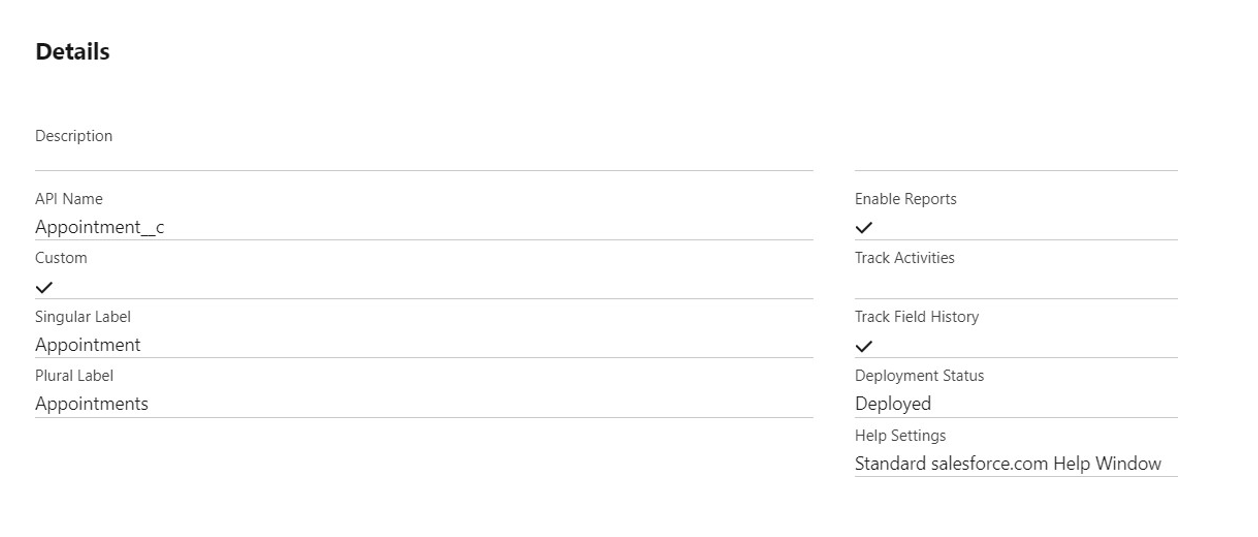 Details
Description
API Name
Appointment__c
Custom
Singular Label
Appointment
Plural Label
Appointments
Enable Reports
Track Activities
Track Field History
Deployment Status
Deployed
Help Settings
Standard salesforce.com Help Window